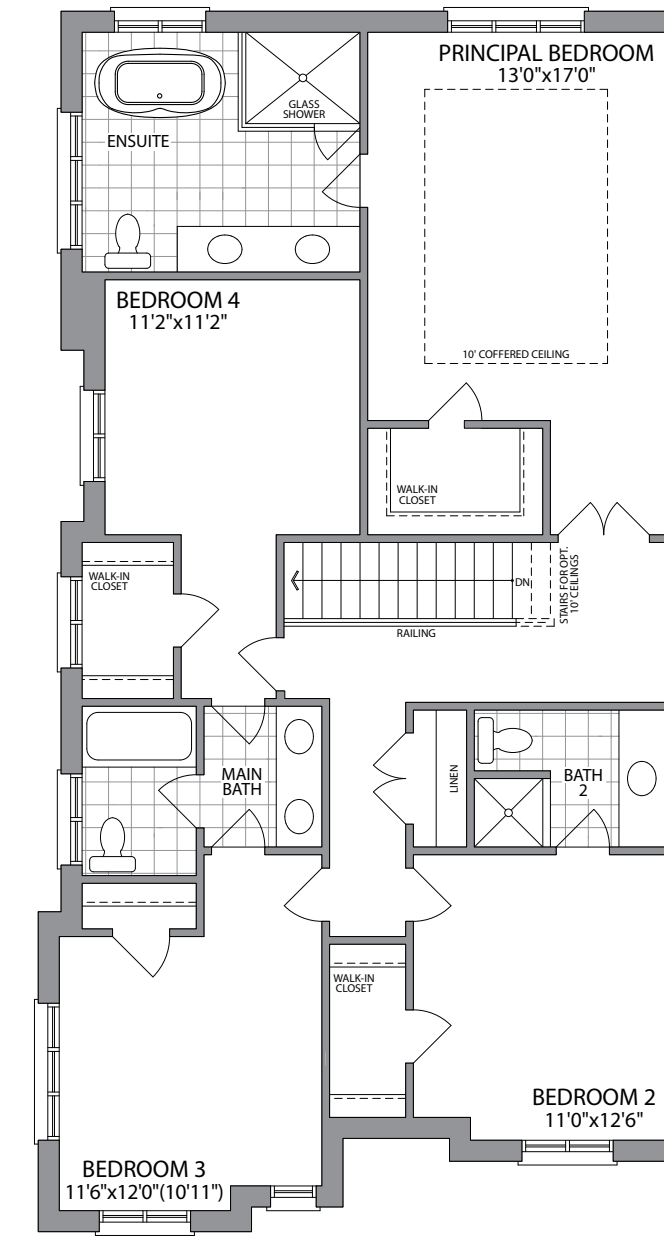 PRINCIPAL BEDROOM
13'0"x17'0"
GLASS
SHOWER
ENSUITE
BEDROOM 4
11'2"x11'2"
10' COFFERED CEILING
WALK-IN
CLOSET
WALK-IN
CLOSET
DN
STAIRS FOR OPT.
10' CEILINGS
RAILING
MAIN
BATH
LINEN
BATH
2
WALK-IN
CLOSET
BEDROOM 2
11'0"x12'6"
BEDROOM 3
11'6"x12'0"(10'11")